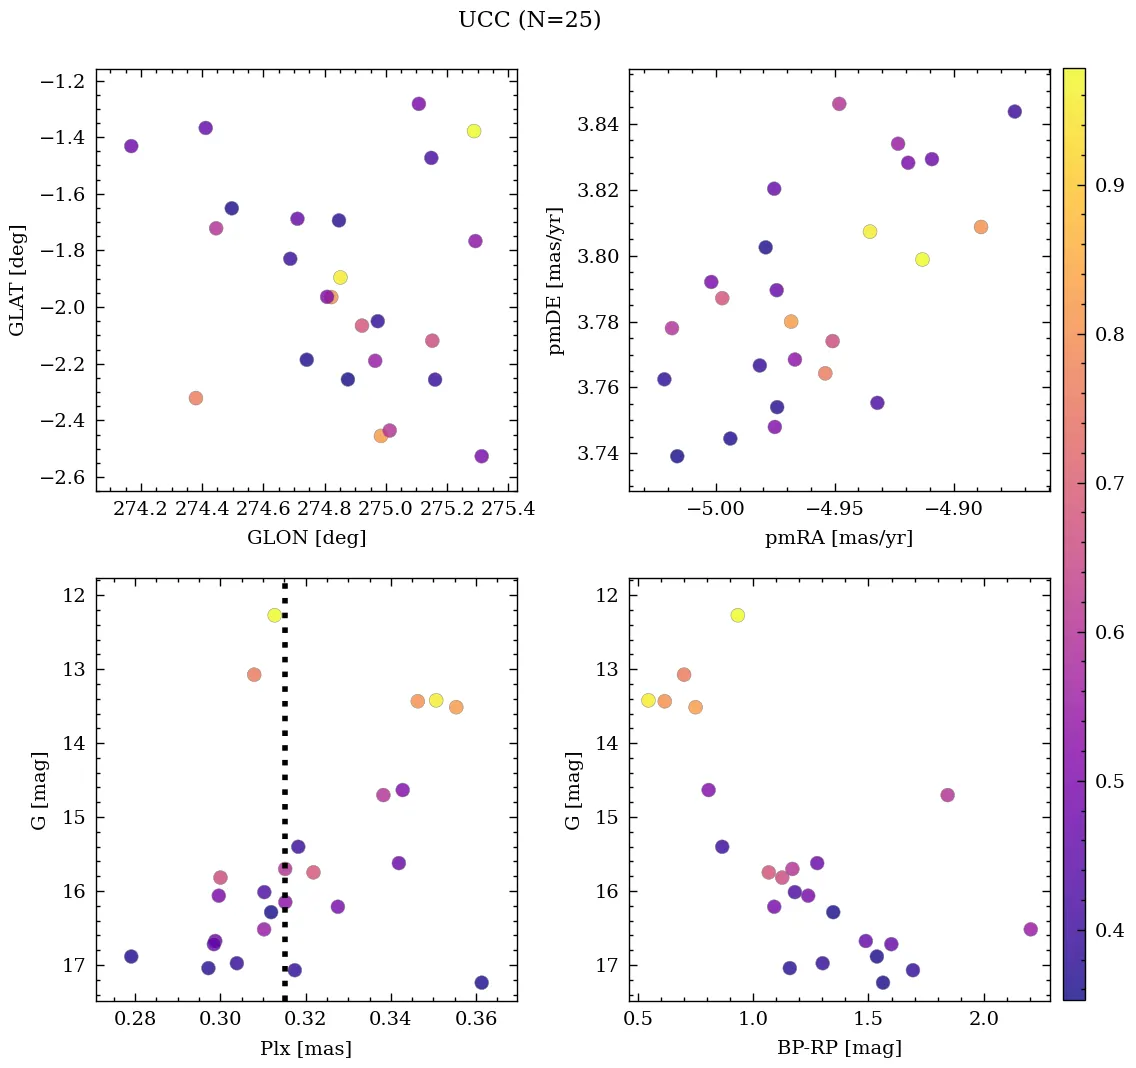 UCC (N=25)
−1.2
−1.4
−1.6
−1.8
−2.0
−2.2
−2.4
−2.6
GLAT [deg]
274.2 274.4 274.6 274.8 275.0 275.2 275.4
GLON [deg]
3.84
3.82
3.80
3.78
3.76
3.74
pmDE [mas/yr]
−5.00 −4.95 −4.90
pmRA [mas/yr]
12
13
14
15
16
17
G [mag]
0.28 0.30 0.32 0.34 0.36
Plx [mas]
12
13
14
15
16
17
G [mag]
0.5 1.0 1.5 2.0
BP-RP [mag]
0.9
0.8
0.7
0.6
0.5
0.4